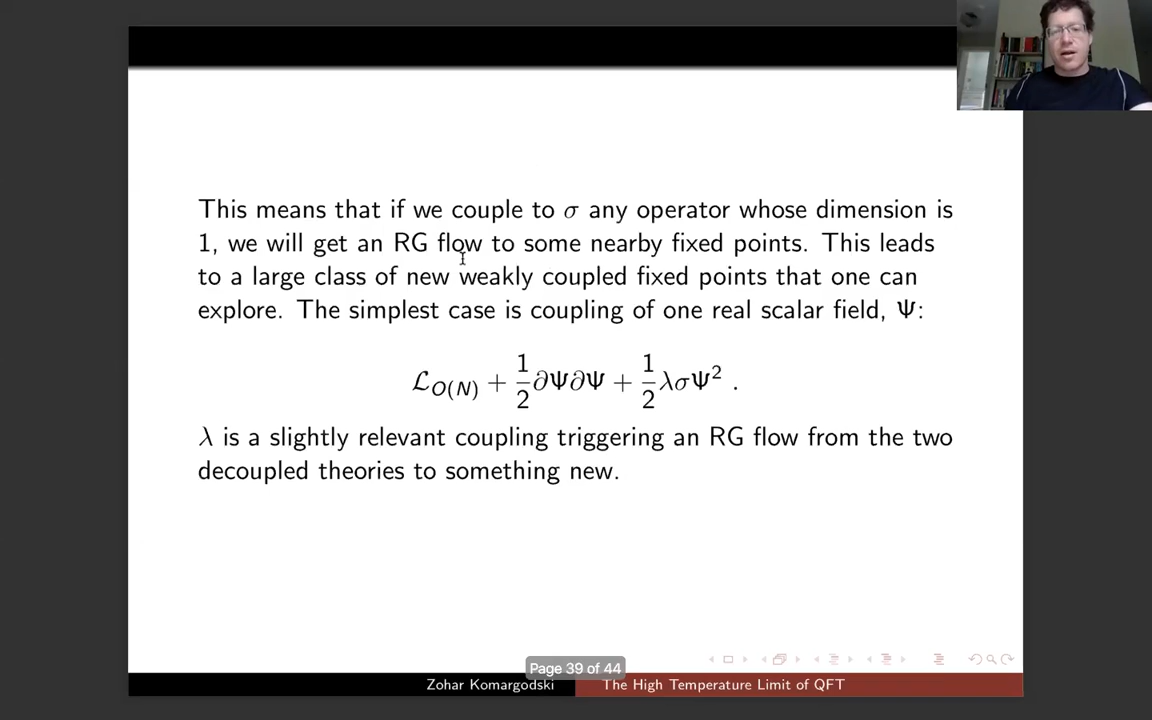 This means that if we couple to σ any operator whose dimension is
1, we will get an RG flow to some nearby fixed points. This leads
to a large class of new weakly coupled fixed points that one can
explore. The simplest case is coupling of one real scalar field, Ψ:
ℒ_{O(N)} + 1/2 ∂Ψ∂Ψ + 1/2 λσΨ² .
λ is a slightly relevant coupling triggering an RG flow from the two
decoupled theories to something new.
Page 39 of 44
Zohar Komargodski The High Temperature Limit of QFT